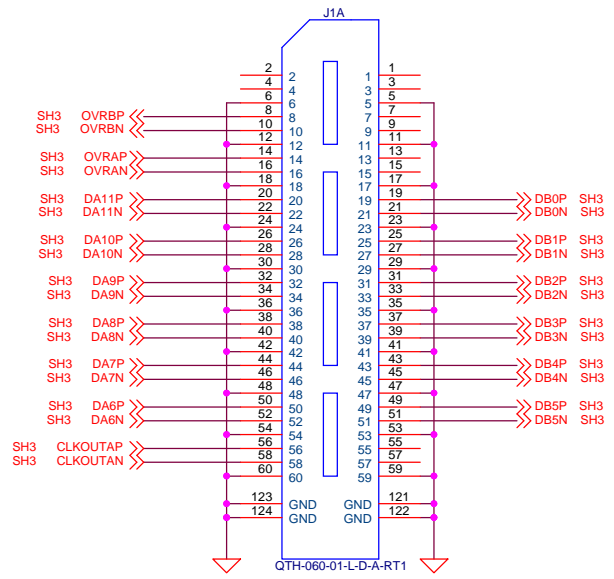 J1A
2 2 1 1
4 4 3 3
6 6 5 5
SH3 OVRBP 8 8 7 7
SH3 OVRBN 10 10 9 9
12 12 11 11
SH3 OVRAP 14 14 13 13
SH3 OVRAN 16 16 15 15
18 18 17 17
SH3 DA11P 20 20 19 19 DB0P SH3
SH3 DA11N 22 22 21 21 DB0N SH3
24 24 23 23
SH3 DA10P 26 26 25 25 DB1P SH3
SH3 DA10N 28 28 27 27 DB1N SH3
30 30 29 29
SH3 DA9P 32 32 31 31 DB2P SH3
SH3 DA9N 34 34 33 33 DB2N SH3
36 36 35 35
SH3 DA8P 38 38 37 37 DB3P SH3
SH3 DA8N 40 40 39 39 DB3N SH3
42 42 41 41
SH3 DA7P 44 44 43 43 DB4P SH3
SH3 DA7N 46 46 45 45 DB4N SH3
48 48 47 47
SH3 DA6P 50 50 49 49 DB5P SH3
SH3 DA6N 52 52 51 51 DB5N SH3
54 54 53 53
SH3 CLKOUTAP 56 56 55 55
SH3 CLKOUTAN 58 58 57 57
60 60 59 59
123 GND GND 121
124 GND GND 122
QTH-060-01-L-D-A-RT1